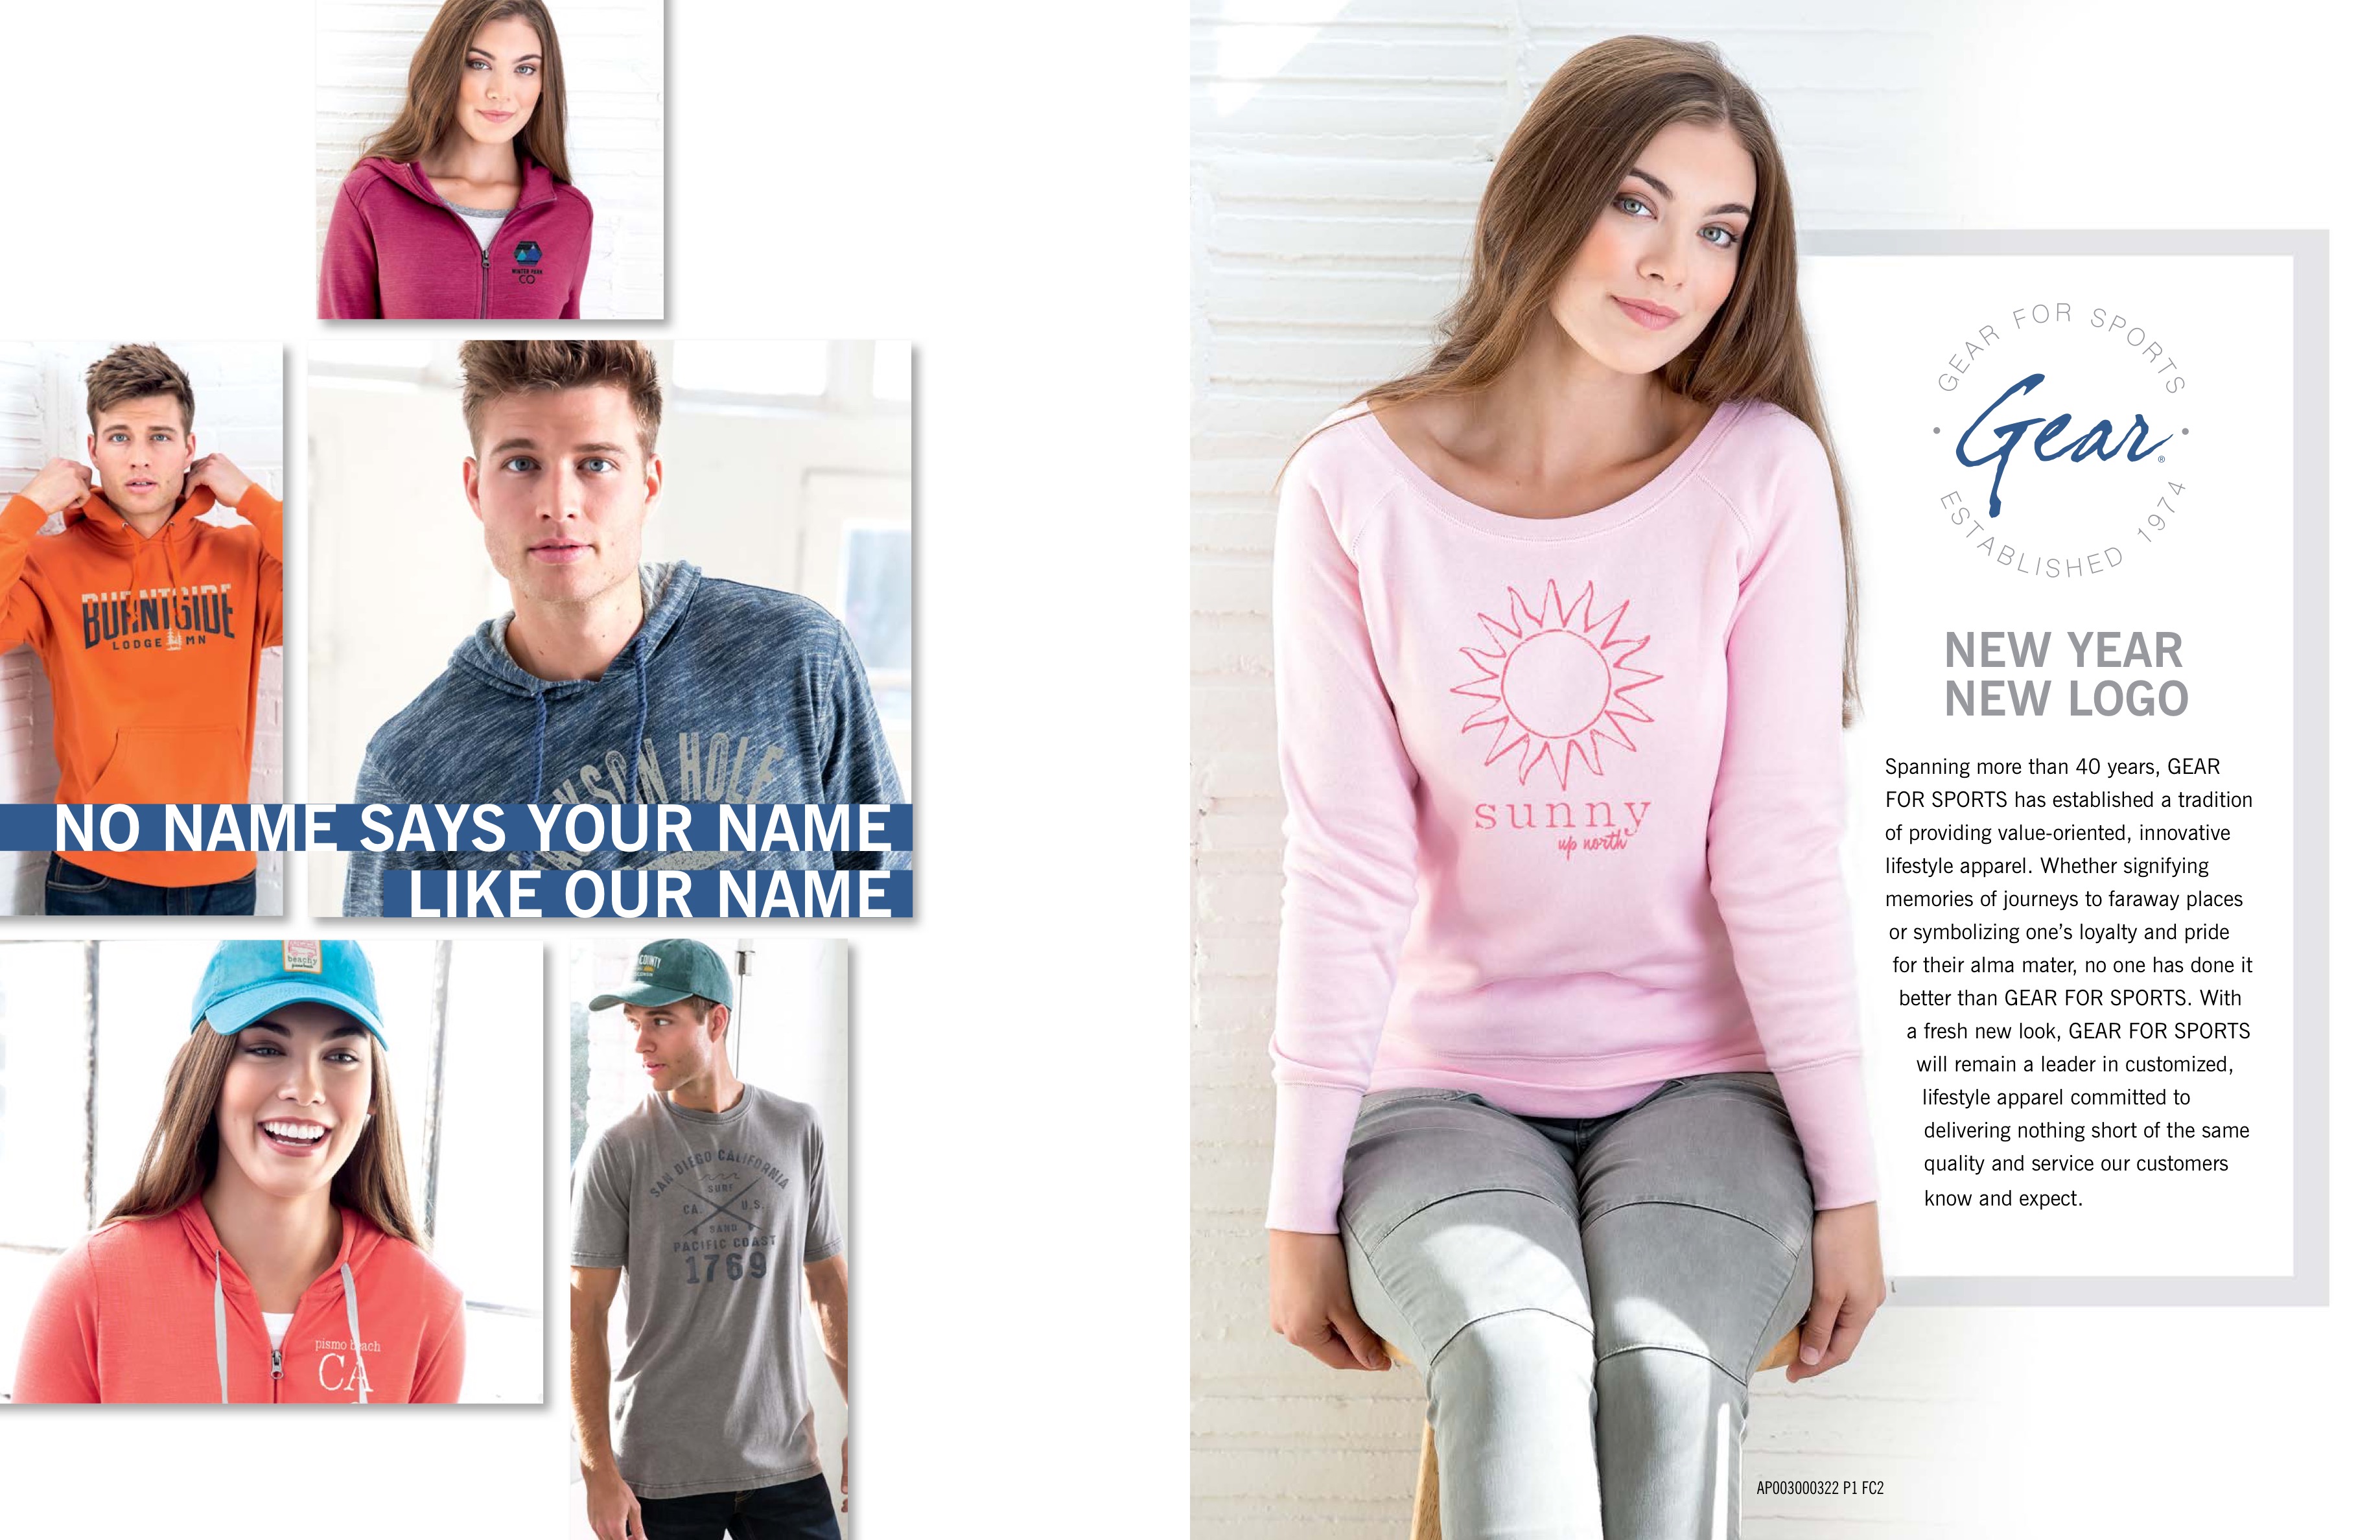 WINTER PARK
CO
BURNTSIDE
LODGE MN
JACKSON HOLE
NO NAME SAYS YOUR NAME
LIKE OUR NAME
beachy
COUNTY
pismo beach
CA
SAN DIEGO CALIFORNIA
SURF
CA. U.S.
SAND
PACIFIC COAST
1769
sunny
up north
GEAR FOR SPORTS
Gear®
ESTABLISHED 1974
NEW YEAR
NEW LOGO
Spanning more than 40 years, GEAR
FOR SPORTS has established a tradition
of providing value-oriented, innovative
lifestyle apparel. Whether signifying
memories of journeys to faraway places
or symbolizing one’s loyalty and pride
for their alma mater, no one has done it
better than GEAR FOR SPORTS. With
a fresh new look, GEAR FOR SPORTS
will remain a leader in customized,
lifestyle apparel committed to
delivering nothing short of the same
quality and service our customers
know and expect.
AP003000322 P1 FC2